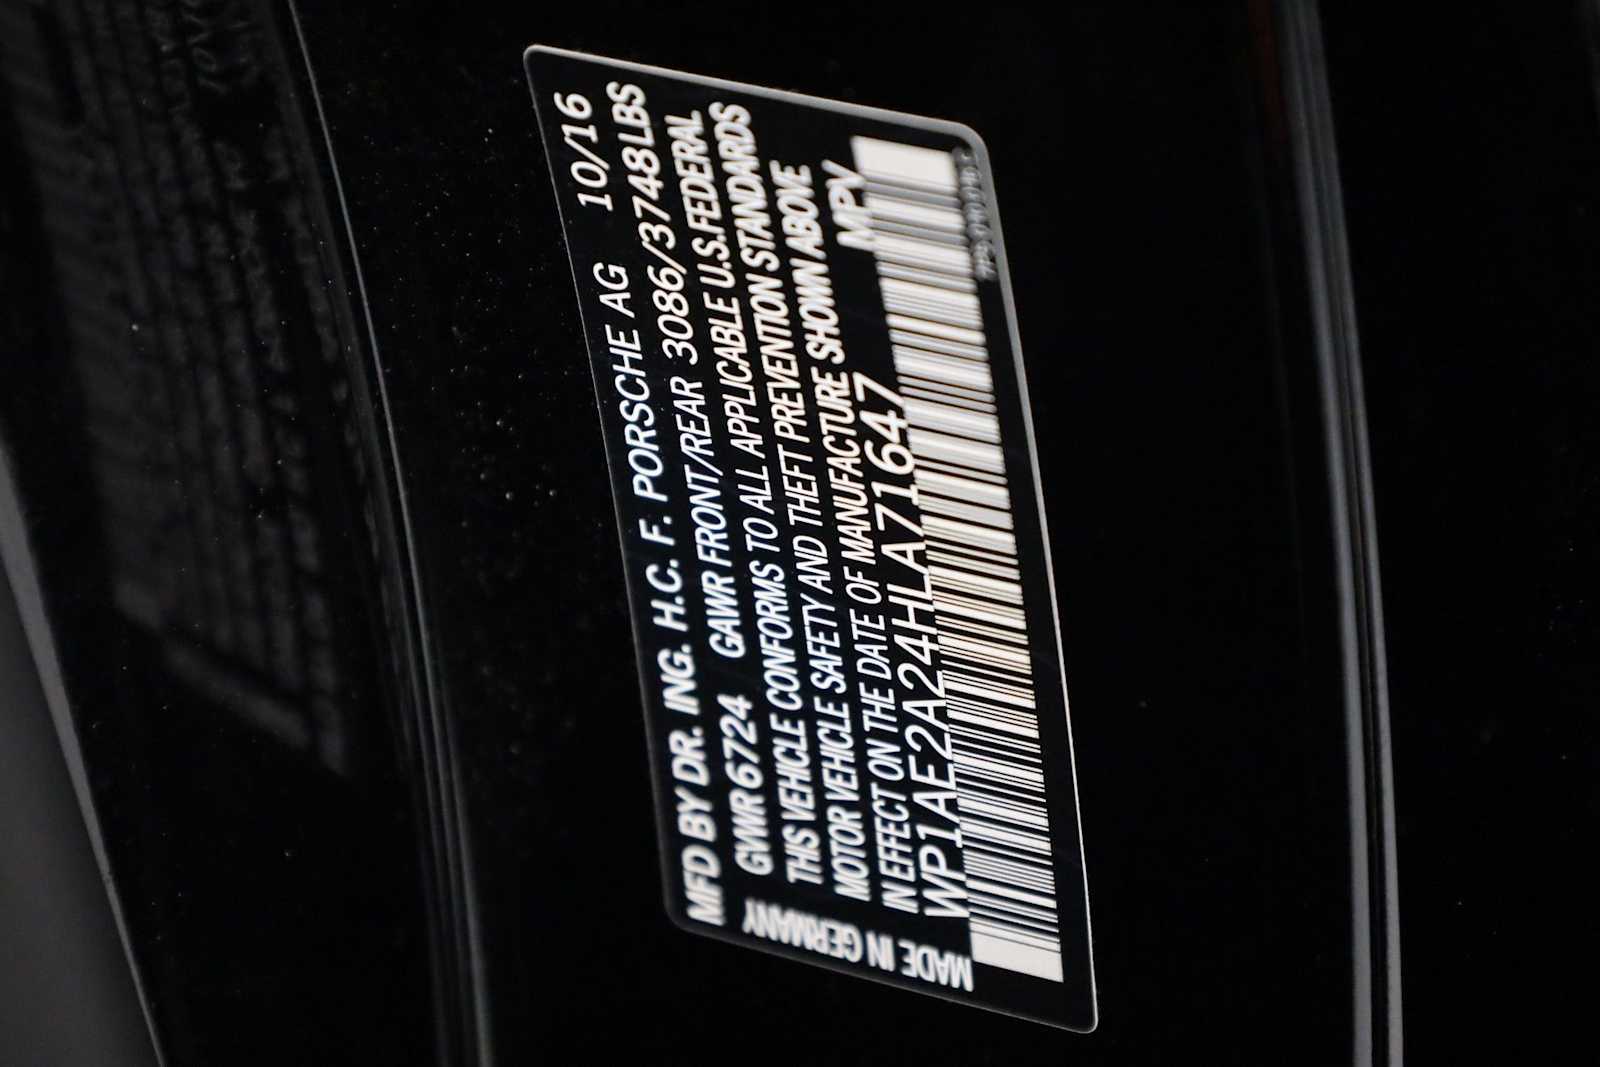 MFD BY DR. ING. H.C. F. PORSCHE AG 10/16
GVWR 6724 GAWR FRONT/REAR 3086/3748LBS
THIS VEHICLE CONFORMS TO ALL APPLICABLE U.S.FEDERAL
MOTOR VEHICLE SAFETY AND THEFT PREVENTION STANDARDS
IN EFFECT ON THE DATE OF MANUFACTURE SHOWN ABOVE
WP1AE2A24HLA71647 MPV
MADE IN GERMANY